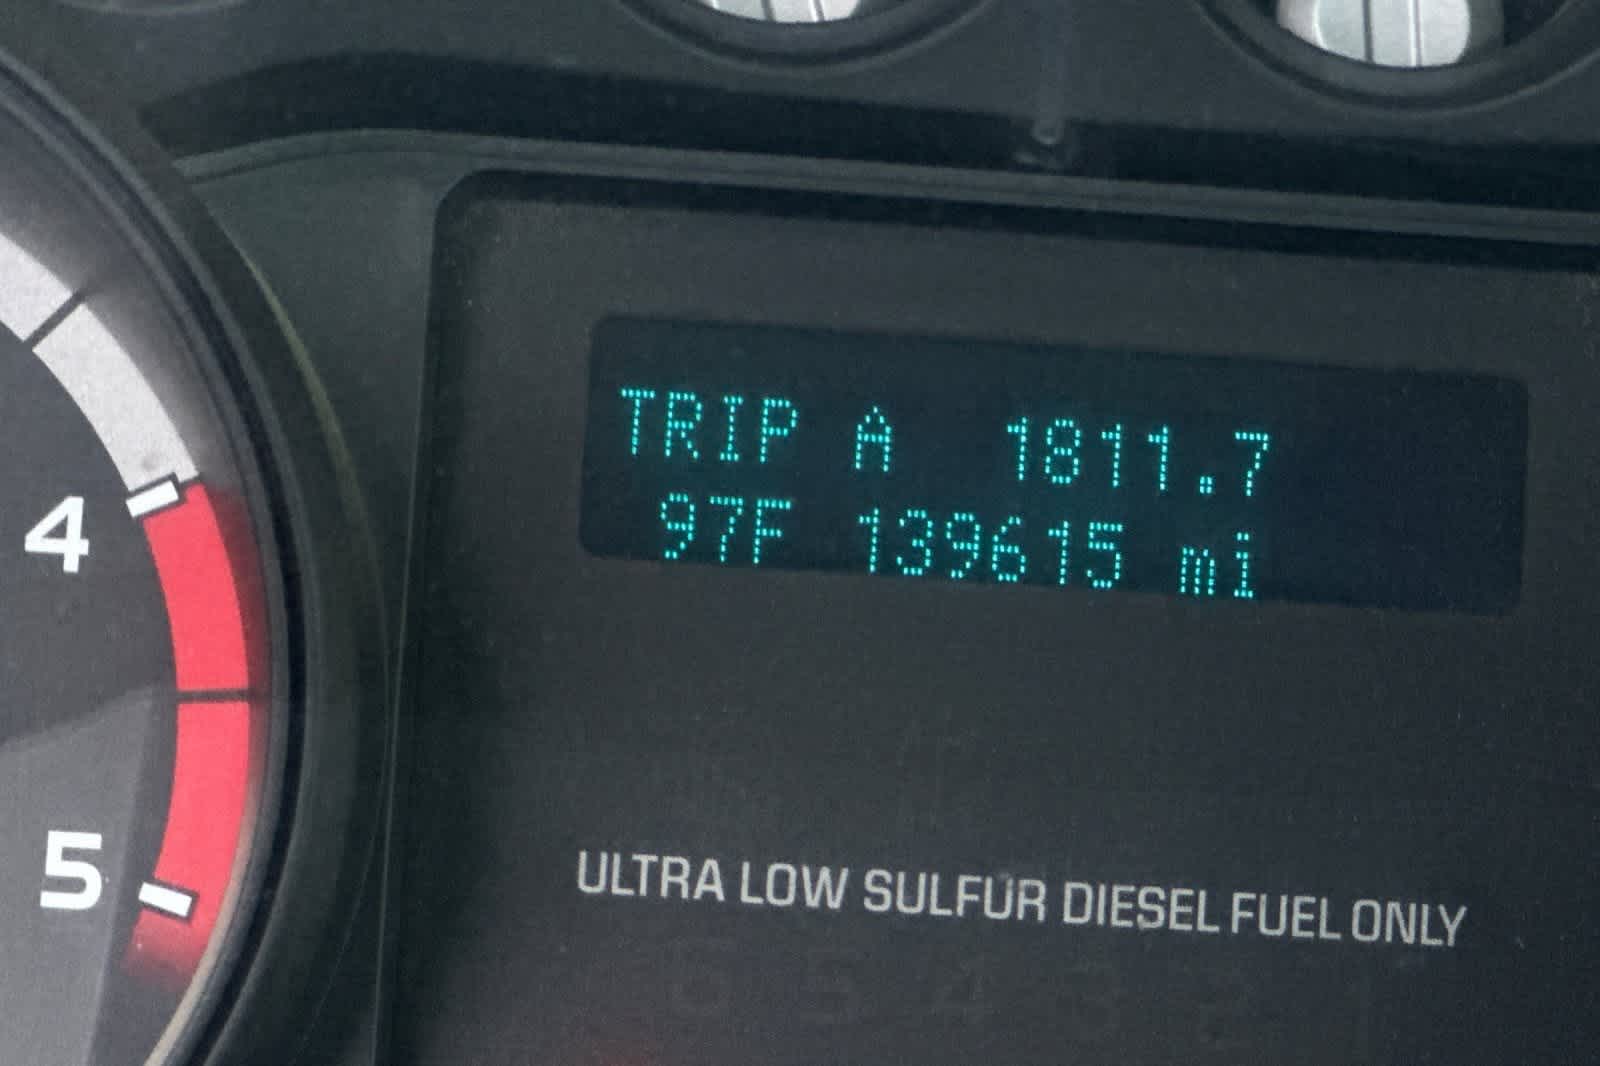 TRIP A 1811.7
97F 139615 mi
4
5
ULTRA LOW SULFUR DIESEL FUEL ONLY